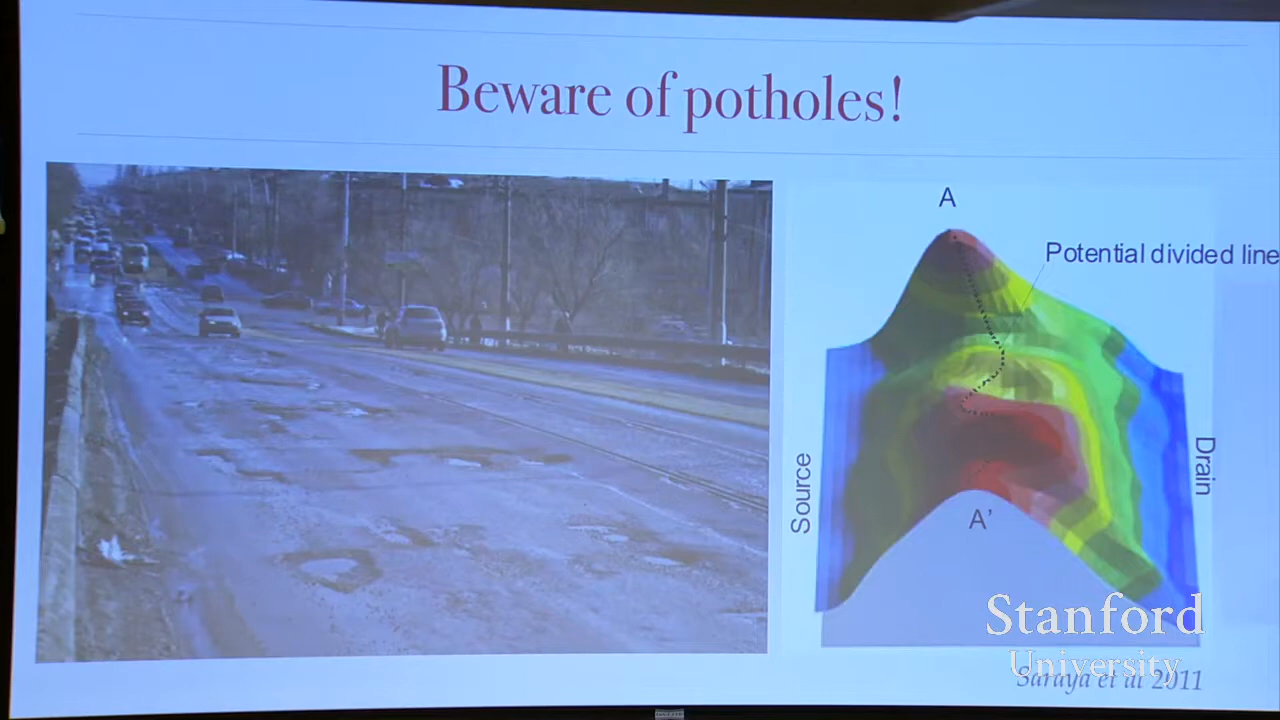 Beware of potholes!
A
Potential divided line
Source
Drain
A'
Stanford
University
Saraya et al 2011